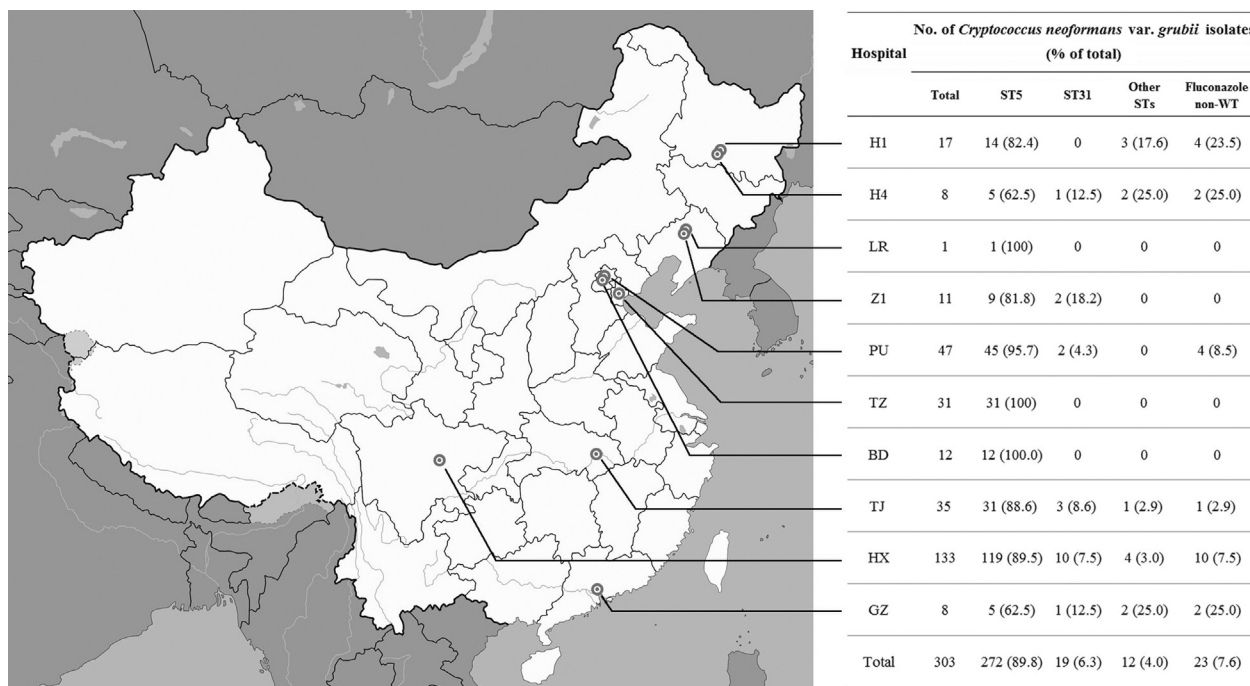 No. of Cryptococcus neoformans var. grubii isolates
(% of total)
Hospital
Total ST5 ST31 Other STs Fluconazole non-WT
H1 17 14 (82.4) 0 3 (17.6) 4 (23.5)
H4 8 5 (62.5) 1 (12.5) 2 (25.0) 2 (25.0)
LR 1 1 (100) 0 0 0
Z1 11 9 (81.8) 2 (18.2) 0 0
PU 47 45 (95.7) 2 (4.3) 0 4 (8.5)
TZ 31 31 (100) 0 0 0
BD 12 12 (100.0) 0 0 0
TJ 35 31 (88.6) 3 (8.6) 1 (2.9) 1 (2.9)
HX 133 119 (89.5) 10 (7.5) 4 (3.0) 10 (7.5)
GZ 8 5 (62.5) 1 (12.5) 2 (25.0) 2 (25.0)
Total 303 272 (89.8) 19 (6.3) 12 (4.0) 23 (7.6)